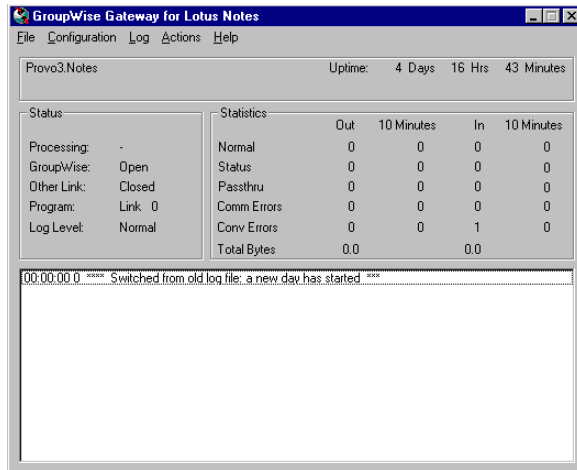 GroupWise Gateway for Lotus Notes
File Configuration Log Actions Help
Provo3.Notes Uptime: 4 Days 16 Hrs 43 Minutes
Status
Processing: -
GroupWise: Open
Other Link: Closed
Program: Link 0
Log Level: Normal
Statistics
Out 10 Minutes In 10 Minutes
Normal 0 0 0 0
Status 0 0 0 0
Passthru 0 0 0 0
Comm Errors 0 0 0 0
Conv Errors 0 0 1 0
Total Bytes 0.0 0.0
00:00:00 0 **** Switched from old log file; a new day has started ***